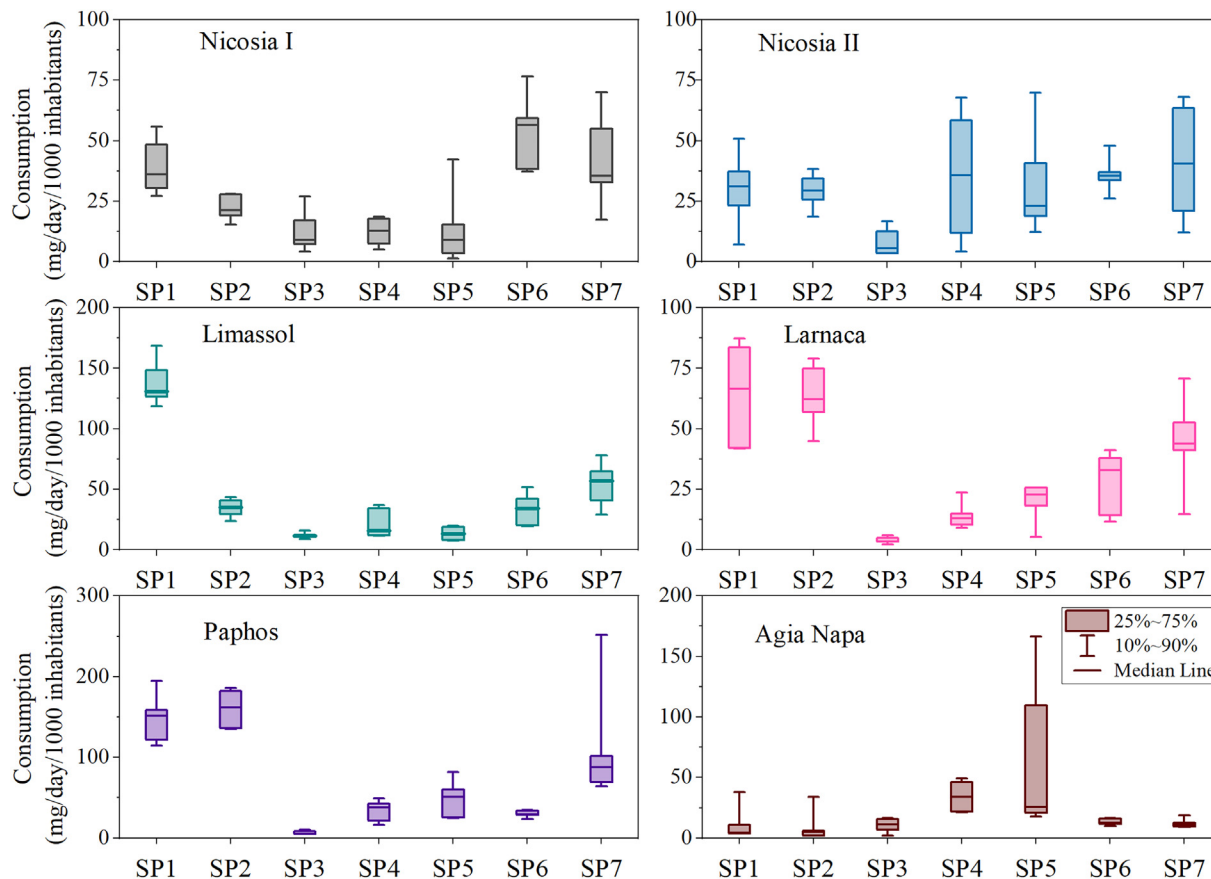 Nicosia I
Consumption
(mg/day/1000 inhabitants)
100
75
50
25
0
SP1 SP2 SP3 SP4 SP5 SP6 SP7
Nicosia II
100
75
50
25
0
SP1 SP2 SP3 SP4 SP5 SP6 SP7
Limassol
Consumption
(mg/day/1000 inhabitants)
200
150
100
50
0
SP1 SP2 SP3 SP4 SP5 SP6 SP7
Larnaca
100
75
50
25
0
SP1 SP2 SP3 SP4 SP5 SP6 SP7
Paphos
Consumption
(mg/day/1000 inhabitants)
300
200
100
0
SP1 SP2 SP3 SP4 SP5 SP6 SP7
Agia Napa
200
150
100
50
0
25%~75%
10%~90%
Median Line
SP1 SP2 SP3 SP4 SP5 SP6 SP7